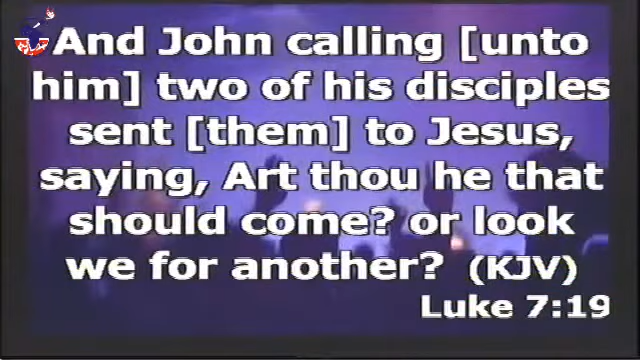 And John calling [unto
him] two of his disciples
sent [them] to Jesus,
saying, Art thou he that
should come? or look
we for another? (KJV)
Luke 7:19